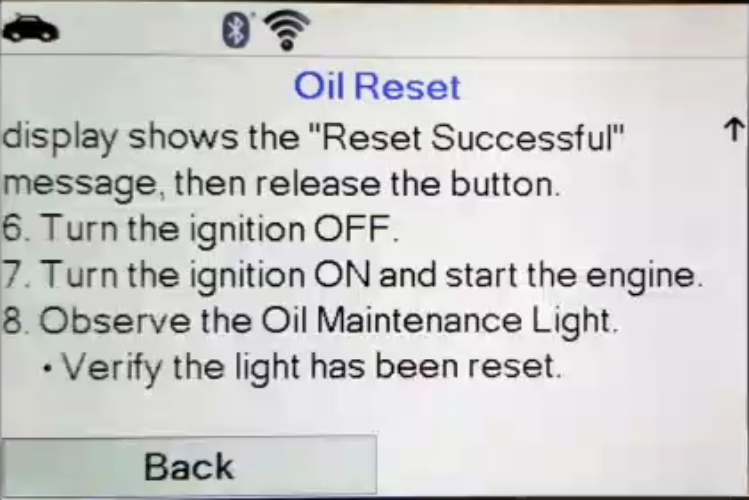 Oil Reset
display shows the "Reset Successful"
message, then release the button.
6. Turn the ignition OFF.
7. Turn the ignition ON and start the engine.
8. Observe the Oil Maintenance Light.
• Verify the light has been reset.
Back